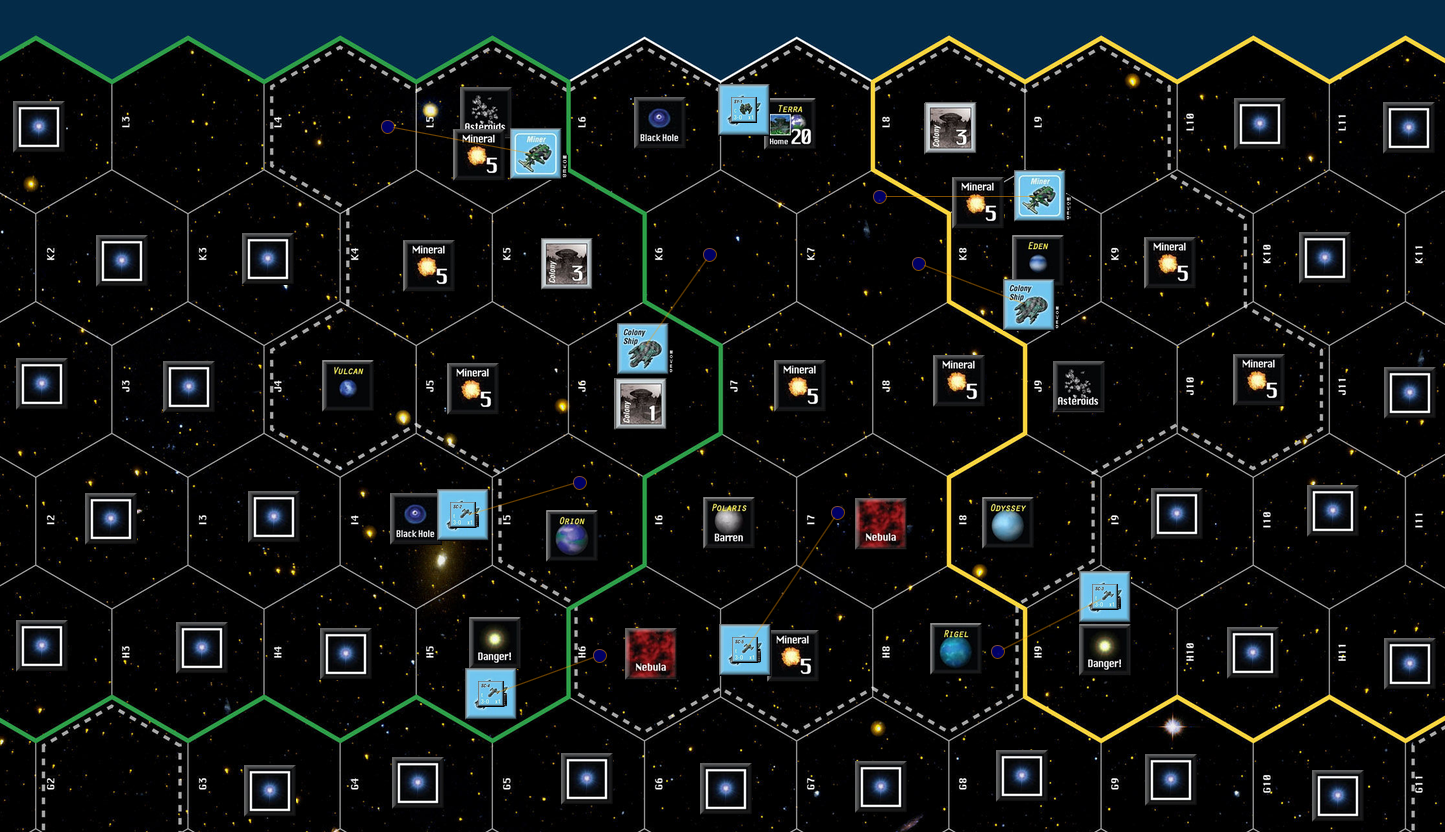 L3
L4
L5
Asteroids
Mineral
5
Miner
MOVED
L6
Black Hole
TERRA
Home 20
L8
Colony 3
L9
L10
L11
K2
K3
K4
Mineral
5
K5
Colony 3
K6
K7
Mineral
5
Miner
MOVED
K8
EDEN
Colony
Ship
MOVED
K9
Mineral
5
K10
K11
J3
J4
VULCAN
J5
Mineral
5
J6
Colony
Ship
MOVED
Colony 1
J7
Mineral
5
J8
Mineral
5
J9
Asteroids
J10
Mineral
5
J11
I2
I3
I4
Black Hole
I5
ORION
I6
POLARIS
Barren
I7
Nebula
I8
ODYSSEY
I9
I10
I11
H3
H4
H5
Danger!
H6
Nebula
Mineral
5
H8
RIGEL
H9
Danger!
H10
H11
G2
G3
G4
G5
G6
G7
G8
G9
G10
G11